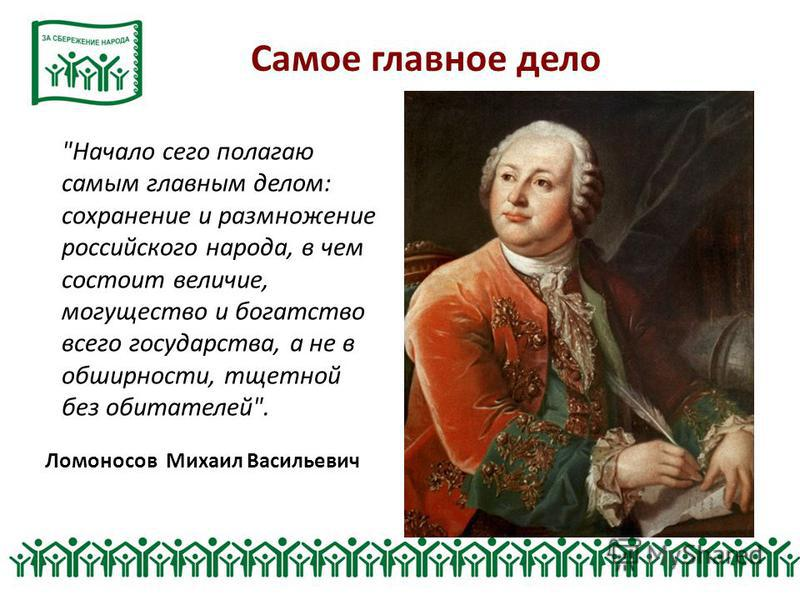 ЗА СБЕРЕЖЕНИЕ НАРОДА
Самое главное дело
"Начало сего полагаю
самым главным делом:
сохранение и размножение
российского народа, в чем
состоит величие,
могущество и богатство
всего государства, а не в
обширности, тщетной
без обитателей".
Ломоносов Михаил Васильевич
MyShared